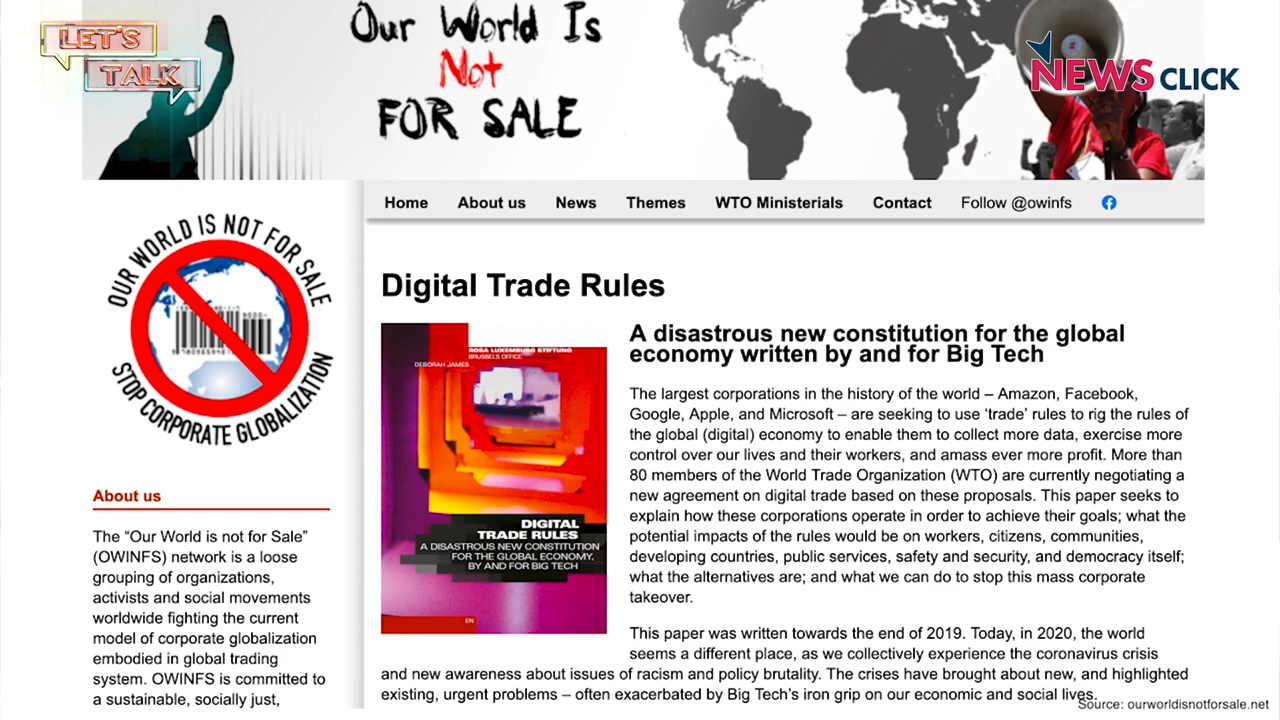 LET'S
TALK
Our World Is
Not
FOR SALE
NEWSCLICK
Home About us News Themes WTO Ministerials Contact Follow @owinfs
OUR WORLD IS NOT FOR SALE
STOP CORPORATE GLOBALIZATION
About us
The “Our World is not for Sale”
(OWINFS) network is a loose
grouping of organizations,
activists and social movements
worldwide fighting the current
model of corporate globalization
embodied in global trading
system. OWINFS is committed to
a sustainable, socially just,
Digital Trade Rules
ROSA LUXEMBURG STIFTUNG
BRUSSELS OFFICE
DEBORAH JAMES
DIGITAL
TRADE RULES
A DISASTROUS NEW CONSTITUTION
FOR THE GLOBAL ECONOMY,
BY AND FOR BIG TECH
EN
A disastrous new constitution for the global
economy written by and for Big Tech
The largest corporations in the history of the world – Amazon, Facebook,
Google, Apple, and Microsoft – are seeking to use ‘trade’ rules to rig the rules of
the global (digital) economy to enable them to collect more data, exercise more
control over our lives and their workers, and amass ever more profit. More than
80 members of the World Trade Organization (WTO) are currently negotiating a
new agreement on digital trade based on these proposals. This paper seeks to
explain how these corporations operate in order to achieve their goals; what the
potential impacts of the rules would be on workers, citizens, communities,
developing countries, public services, safety and security, and democracy itself;
what the alternatives are; and what we can do to stop this mass corporate
takeover.
This paper was written towards the end of 2019. Today, in 2020, the world
seems a different place, as we collectively experience the coronavirus crisis
and new awareness about issues of racism and policy brutality. The crises have brought about new, and highlighted
existing, urgent problems – often exacerbated by Big Tech’s iron grip on our economic and social lives.
Source: ourworldisnotforsale.net